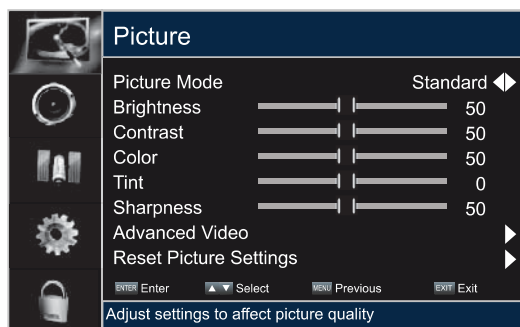 Picture
Picture Mode Standard
Brightness 50
Contrast 50
Color 50
Tint 0
Sharpness 50
Advanced Video
Reset Picture Settings
ENTER Enter ▲ ▼ Select MENU Previous EXIT Exit
Adjust settings to affect picture quality